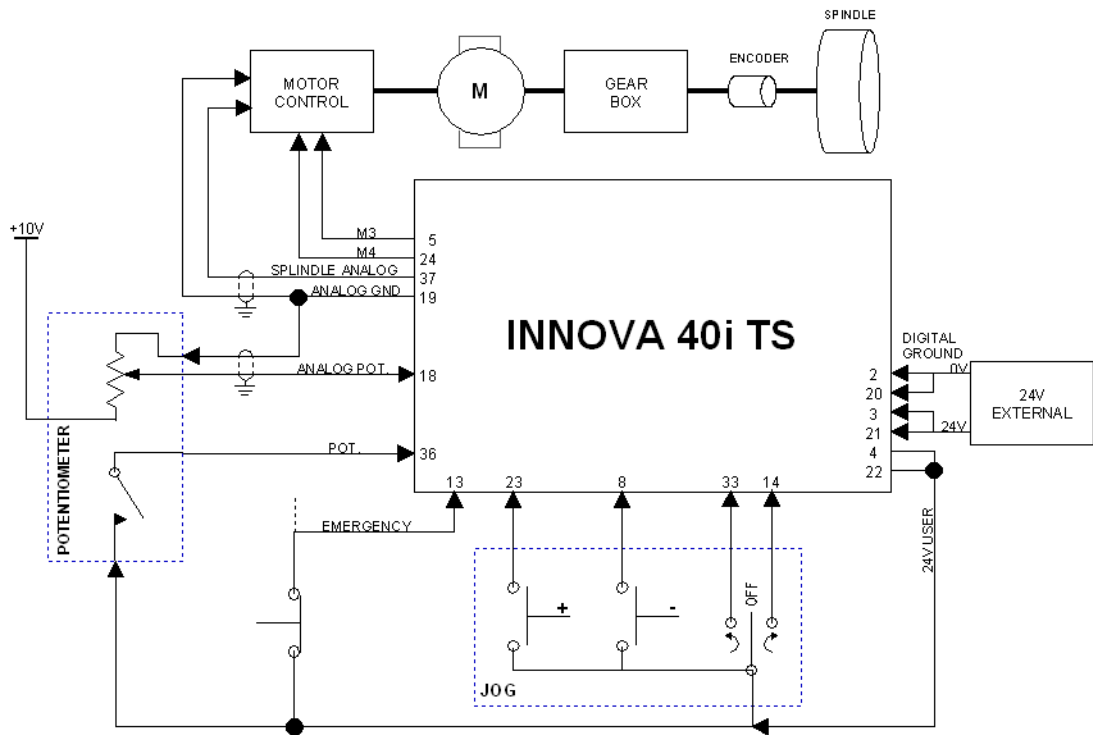 SPINDLE
ENCODER
MOTOR
CONTROL
M
GEAR
BOX
+10V
M3
5
M4
24
SPLINDLE ANALOG
37
ANALOG GND
19
INNOVA 40i TS
ANALOG POT.
18
POT.
36
POTENTIOMETER
DIGITAL
GROUND
0V
2
20
3
24V
21
4
22
24V
EXTERNAL
13
23
8
33
14
EMERGENCY
24V USER
+
-
OFF
JOG